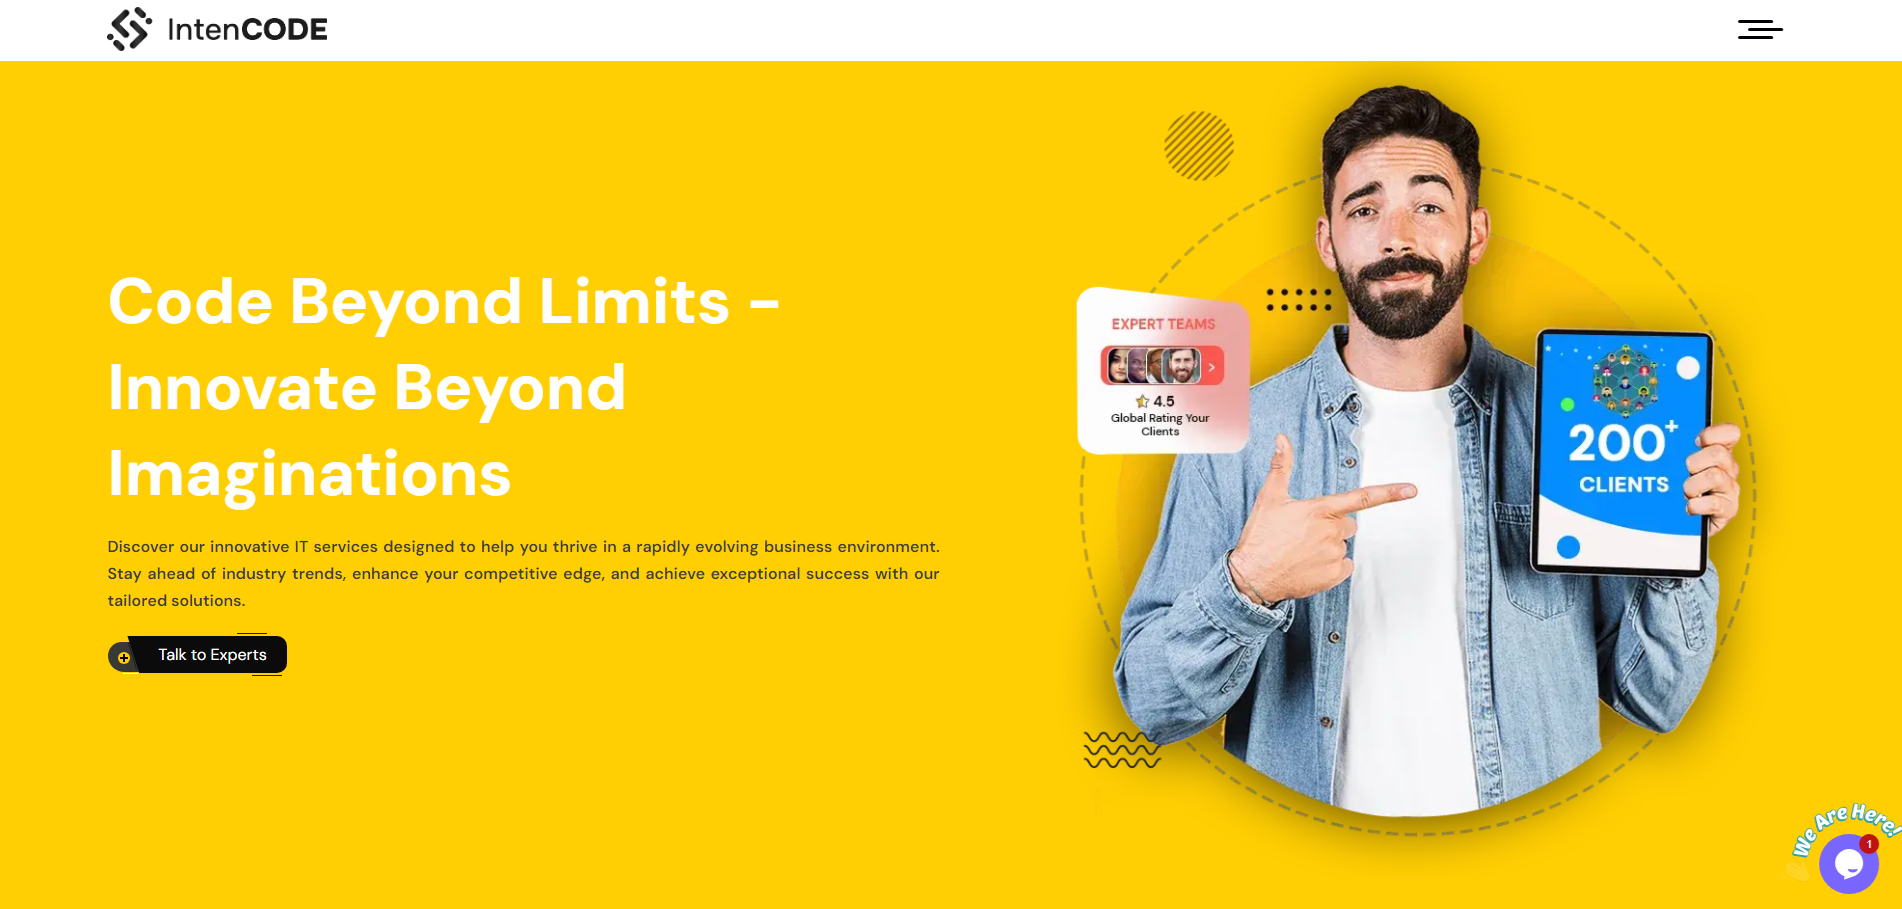 IntenCODE
Code Beyond Limits -
Innovate Beyond
Imaginations
Discover our innovative IT services designed to help you thrive in a rapidly evolving business environment.
Stay ahead of industry trends, enhance your competitive edge, and achieve exceptional success with our
tailored solutions.
Talk to Experts
EXPERT TEAMS
4.5
Global Rating Your
Clients
200+
CLIENTS
We Are Here!
1